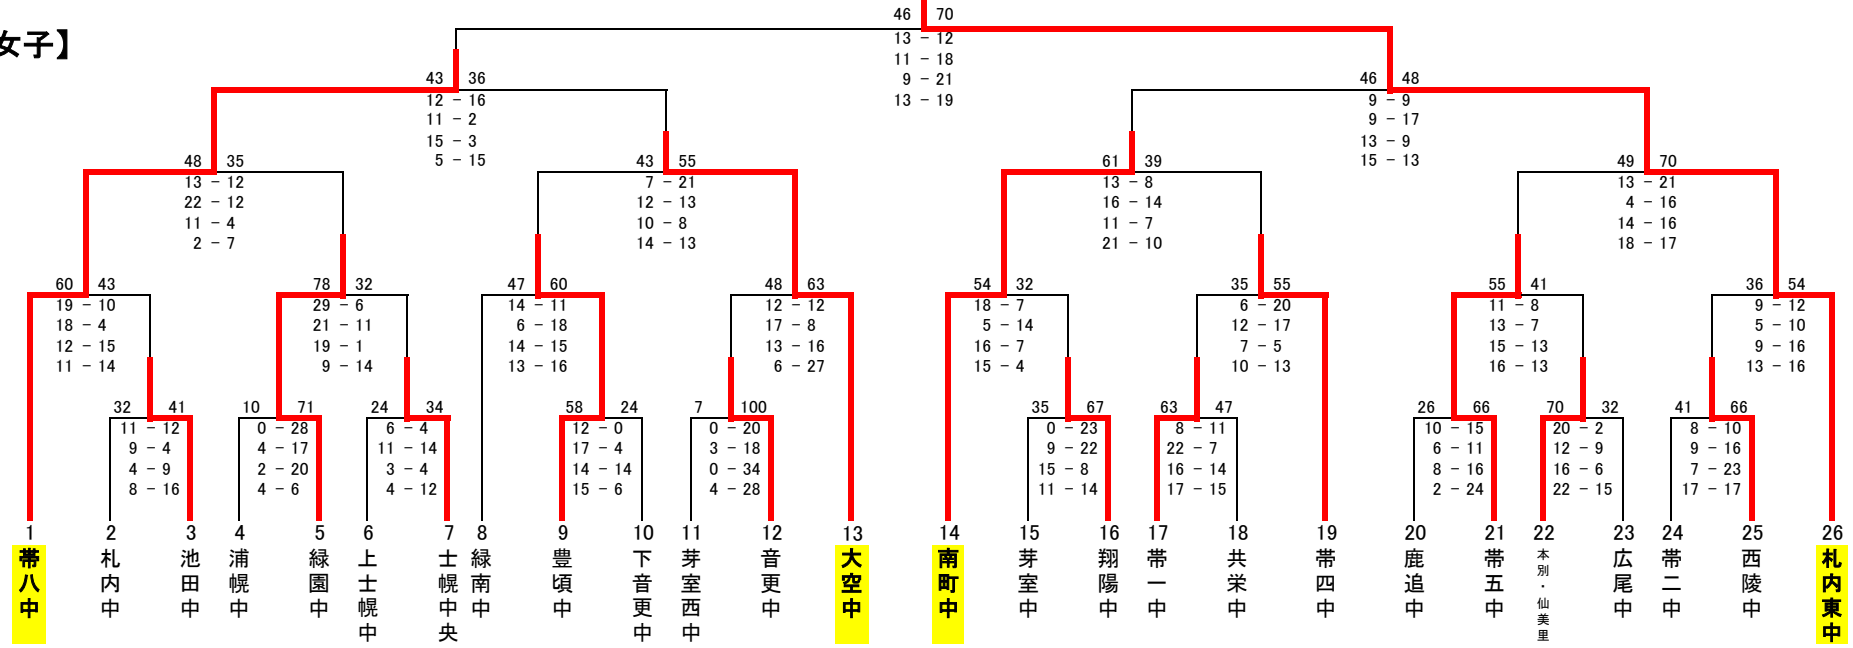 46 70
女子】
13 - 12
11 - 18
9 - 21
13 - 19
43 36
12 - 16
11 - 2
15 - 3
5 - 15
46 48
9 - 9
9 - 17
13 - 9
15 - 13
48 35
13 - 12
22 - 12
11 - 4
2 - 7
43 55
7 - 21
12 - 13
10 - 8
14 - 13
61 39
13 - 8
16 - 14
11 - 7
21 - 10
49 70
13 - 21
4 - 16
14 - 16
18 - 17
60 43
19 - 10
18 - 4
12 - 15
11 - 14
78 32
29 - 6
21 - 11
19 - 1
9 - 14
47 60
14 - 11
6 - 18
14 - 15
13 - 16
48 63
12 - 12
17 - 8
13 - 16
6 - 27
54 32
18 - 7
5 - 14
16 - 7
15 - 4
35 55
6 - 20
12 - 17
7 - 5
10 - 13
55 41
11 - 8
13 - 7
15 - 13
16 - 13
36 54
9 - 12
5 - 10
9 - 16
13 - 16
32 41
11 - 12
9 - 4
4 - 9
8 - 16
10 71
0 - 28
4 - 17
2 - 20
4 - 6
24 34
6 - 4
11 - 14
3 - 4
4 - 12
58 24
12 - 0
17 - 4
14 - 14
15 - 6
7 100
0 - 20
3 - 18
0 - 34
4 - 28
35 67
0 - 23
9 - 22
15 - 8
11 - 14
63 47
8 - 11
22 - 7
16 - 14
17 - 15
26 66
10 - 15
6 - 11
8 - 16
2 - 24
70 32
20 - 2
12 - 9
16 - 6
22 - 15
41 66
8 - 10
9 - 16
7 - 23
17 - 17
1 2 3 4 5 6 7 8 9 10 11 12 13 14 15 16 17 18 19 20 21 22 23 24 25 26
帯八中
札内中
池田中
浦幌中
緑園中
上士幌中
士幌中央
緑南中
豊頃中
下音更中
芽室西中
音更中
大空中
南町中
芽室中
翔陽中
帯一中
共栄中
帯四中
鹿追中
帯五中
本別・仙美里
広尾中
帯二中
西陵中
札内東中